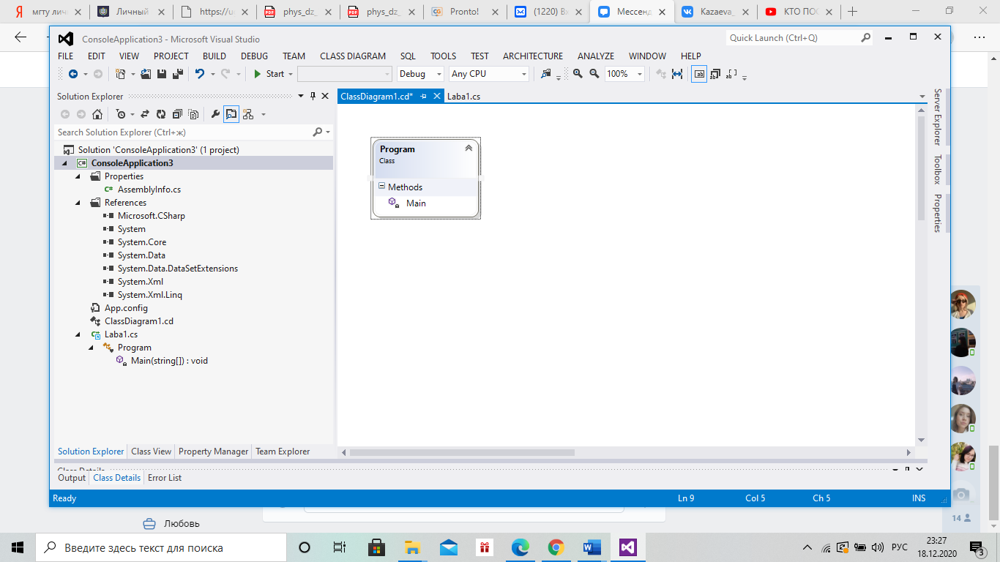 мгту личн
Личный
https://u
phys_dz_
phys_dz_
Pronto!
(1220) Вх
Мессенд
Kazaeva_
КТО ПОС
ConsoleApplication3 - Microsoft Visual Studio
Quick Launch (Ctrl+Q)
FILE EDIT VIEW PROJECT BUILD DEBUG TEAM CLASS DIAGRAM SQL TOOLS TEST ARCHITECTURE ANALYZE WINDOW HELP
Start Debug Any CPU 100%
Solution Explorer
ClassDiagram1.cd* Laba1.cs
Search Solution Explorer (Ctrl+ж)
Solution 'ConsoleApplication3' (1 project)
ConsoleApplication3
Properties
AssemblyInfo.cs
References
Microsoft.CSharp
System
System.Core
System.Data
System.Data.DataSetExtensions
System.Xml
System.Xml.Linq
App.config
ClassDiagram1.cd
Laba1.cs
Program
Main(string[]) : void
Program
Class
Methods
Main
Server Explorer
Toolbox
Properties
Solution Explorer Class View Property Manager Team Explorer
Class Details
Output Class Details Error List
Ready Ln 9 Col 5 Ch 5 INS
14
Любовь
Введите здесь текст для поиска
РУС
23:27
18.12.2020
3